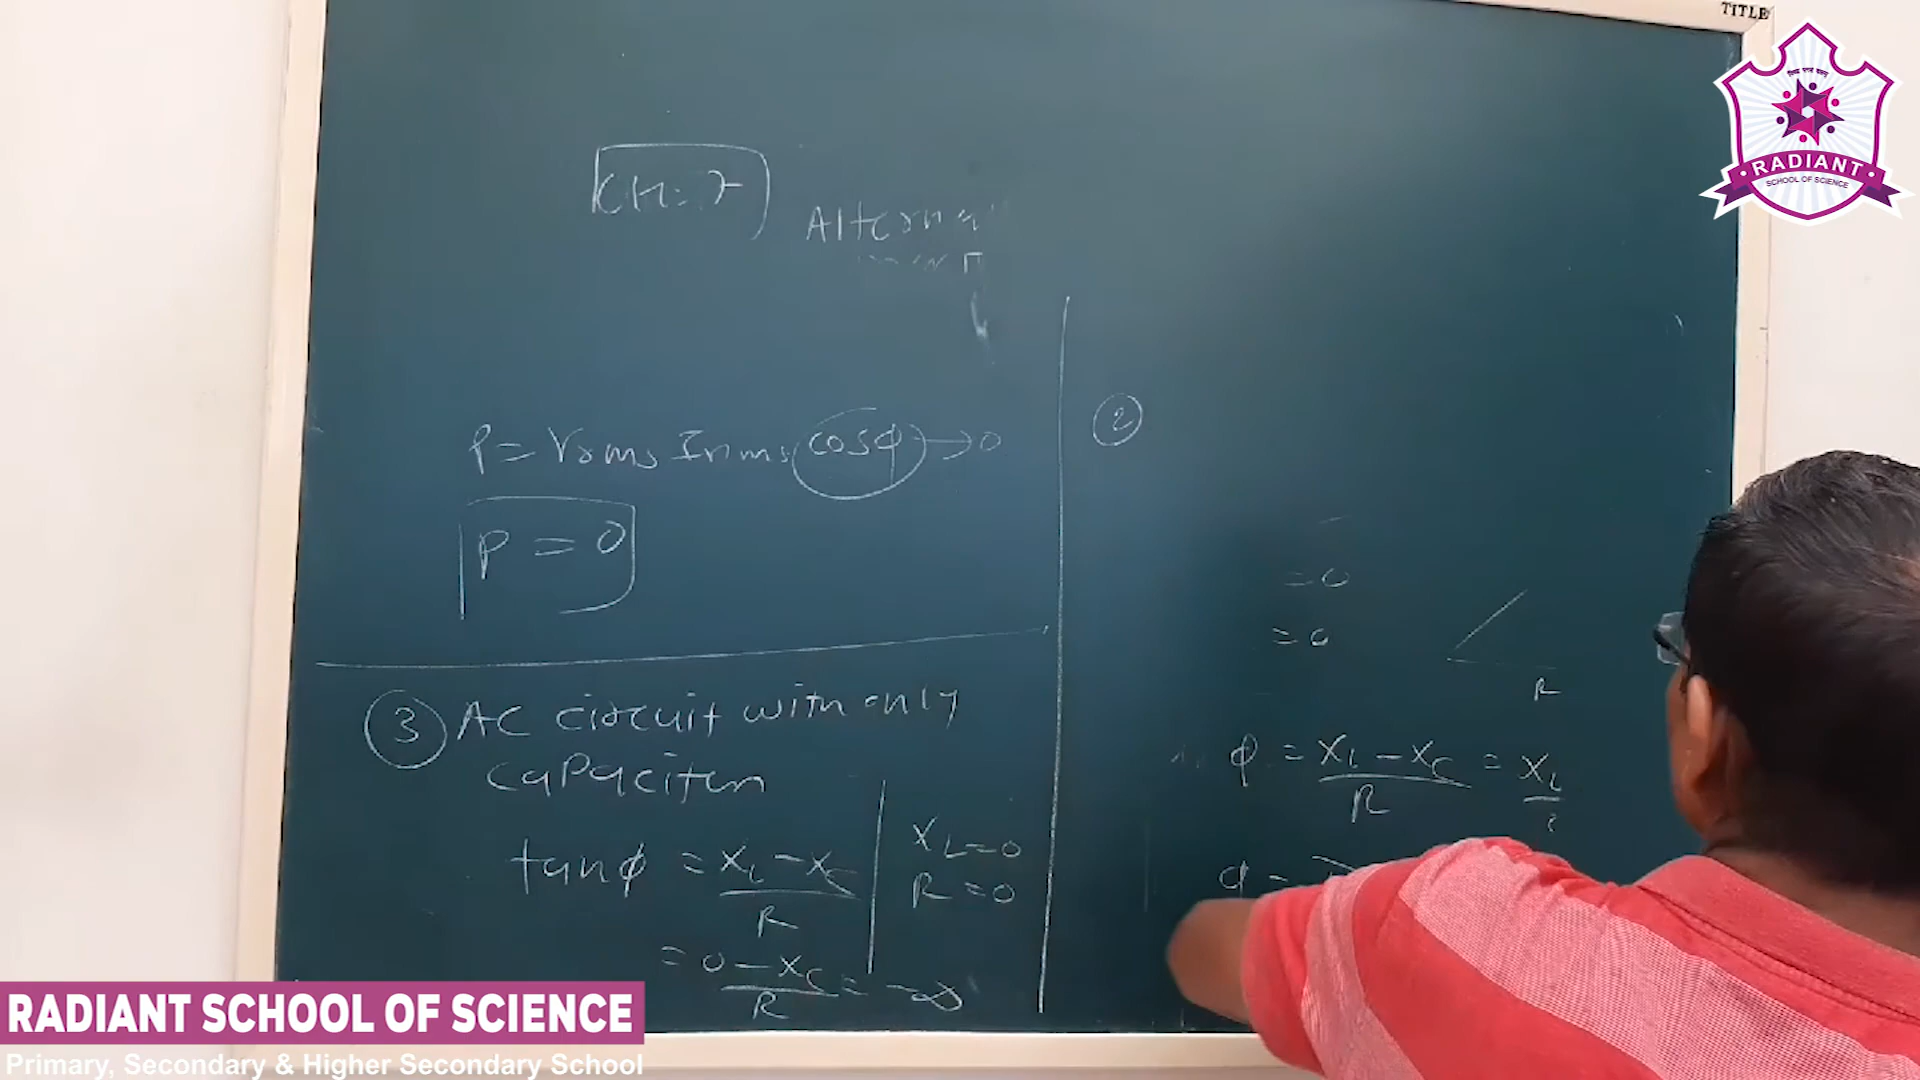 TITLE
RADIANT
SCHOOL OF SCIENCE
CH-7
Alterna
P = Vrms Irms cosϕ → 0
P = 0
3 AC circuit with only
capaciter
tanϕ = XL - XC / R
XL = 0
R = 0
= 0 - XC / R = -∞
2
= 0
= 0
R
ϕ = XL - XC / R = XL
RADIANT SCHOOL OF SCIENCE
Primary, Secondary & Higher Secondary School